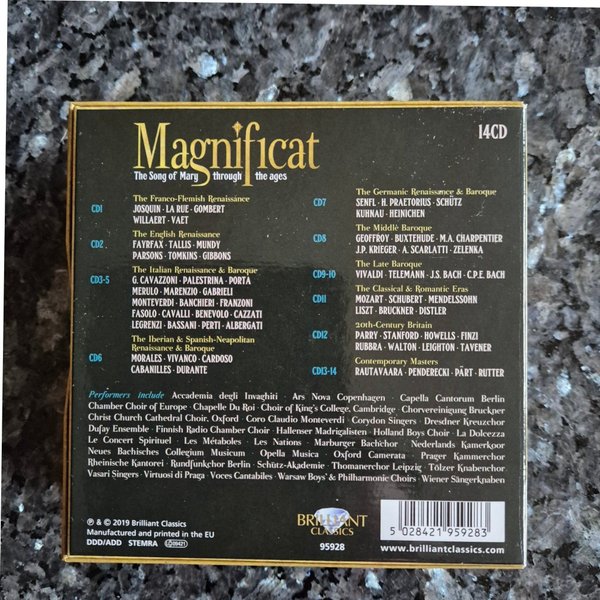 Magnificat
The Song of Mary through the ages
14CD
CD1
The Franco-Flemish Renaissance
JOSQUIN · LA RUE · GOMBERT
WILLAERT · VAET
CD2
The English Renaissance
FAYRFAX · TALLIS · MUNDY
PARSONS · TOMKINS · GIBBONS
CD3-5
The Italian Renaissance & Baroque
G. CAVAZZONI · PALESTRINA · PORTA
MERULO · MARENZIO · GABRIELI
MONTEVERDI · BANCHIERI · FRANZONI
FASOLO · CAVALLI · BENEVOLO · CAZZATI
LEGRENZI · BASSANI · PERTI · ALBERGATI
CD6
The Iberian & Spanish-Neapolitan
Renaissance & Baroque
MORALES · VIVANCO · CARDOSO
CABANILLES · DURANTE
CD7
The Germanic Renaissance & Baroque
SENFL · H. PRAETORIUS · SCHÜTZ
KUHNAU · HEINICHEN
CD8
The Middle Baroque
GEOFFROY · BUXTEHUDE · M.A. CHARPENTIER
J.P. KRIEGER · A. SCARLATTI · ZELENKA
CD9-10
The Late Baroque
VIVALDI · TELEMANN · J.S. BACH · C.P.E. BACH
CD11
The Classical & Romantic Eras
MOZART · SCHUBERT · MENDELSSOHN
LISZT · BRUCKNER · DISTLER
CD12
20th-Century Britain
PARRY · STANFORD · HOWELLS · FINZI
RUBBRA · WALTON · LEIGHTON · TAVENER
CD13-14
Contemporary Masters
RAUTAVAARA · PENDERECKI · PÄRT · RUTTER
Performers include Accademia degli Invaghiti · Ars Nova Copenhagen · Capella Cantorum Berlin
Chamber Choir of Europe · Chapelle Du Roi · Choir of King's College, Cambridge · Chorvereinigung Bruckner
Christ Church Cathedral Choir, Oxford · Coro Claudio Monteverdi · Corydon Singers · Dresdner Kreuzchor
Dufay Ensemble · Finnish Radio Chamber Choir · Hallenser Madrigalisten · Holland Boys Choir · La Dolcezza
Le Concert Spirituel · Les Métaboles · Les Nations · Marburger Bachchor · Nederlands Kamerkoor
Neues Bachisches Collegium Musicum · Opella Musica · Oxford Camerata · Prager Kammerchor
Rheinische Kantorei · Rundfunkchor Berlin · Schütz-Akademie · Thomanerchor Leipzig · Tölzer Knabenchor
Vasari Singers · Virtuosi di Praga · Voces Cantabiles · Warsaw Boys' & Philharmonic Choirs · Wiener Sängerknaben
℗ & © 2019 Brilliant Classics
Manufactured and printed in the EU
DDD/ADD STEMRA
BRILLIANT
CLASSICS
95928
5 028421 959283
www.brilliantclassics.com